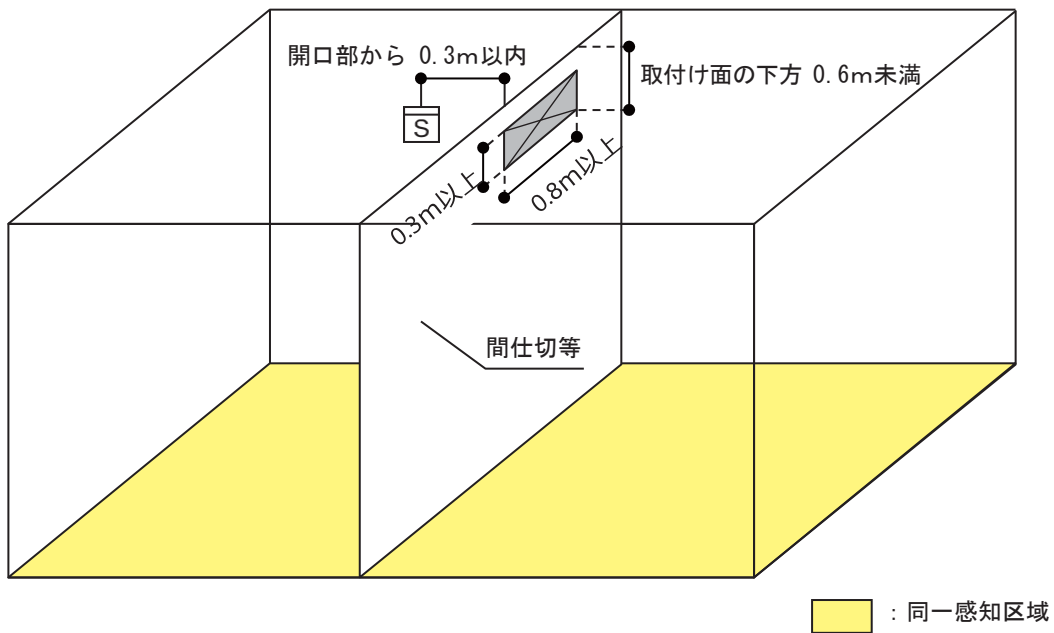 開口部から 0.3m以内
取付け面の下方 0.6m未満
S
0.3m以上
0.8m以上
間仕切等
：同一感知区域